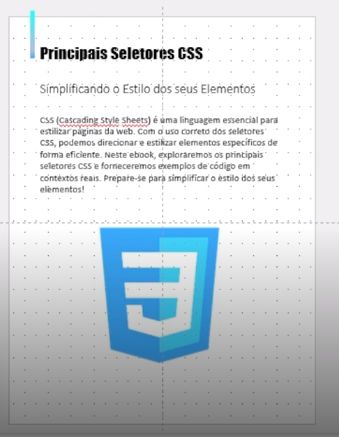 Principais Seletores CSS
Simplificando o Estilo dos seus Elementos
CSS (Cascading Style Sheets) é uma linguagem essencial para
estilizar páginas da web. Com o uso correto dos seletores
CSS, podemos direcionar e estilizar elementos específicos de
forma eficiente. Neste ebook, exploraremos os principais
seletores CSS e forneceremos exemplos de código em
contextos reais. Prepare-se para simplificar o estilo dos seus
elementos!